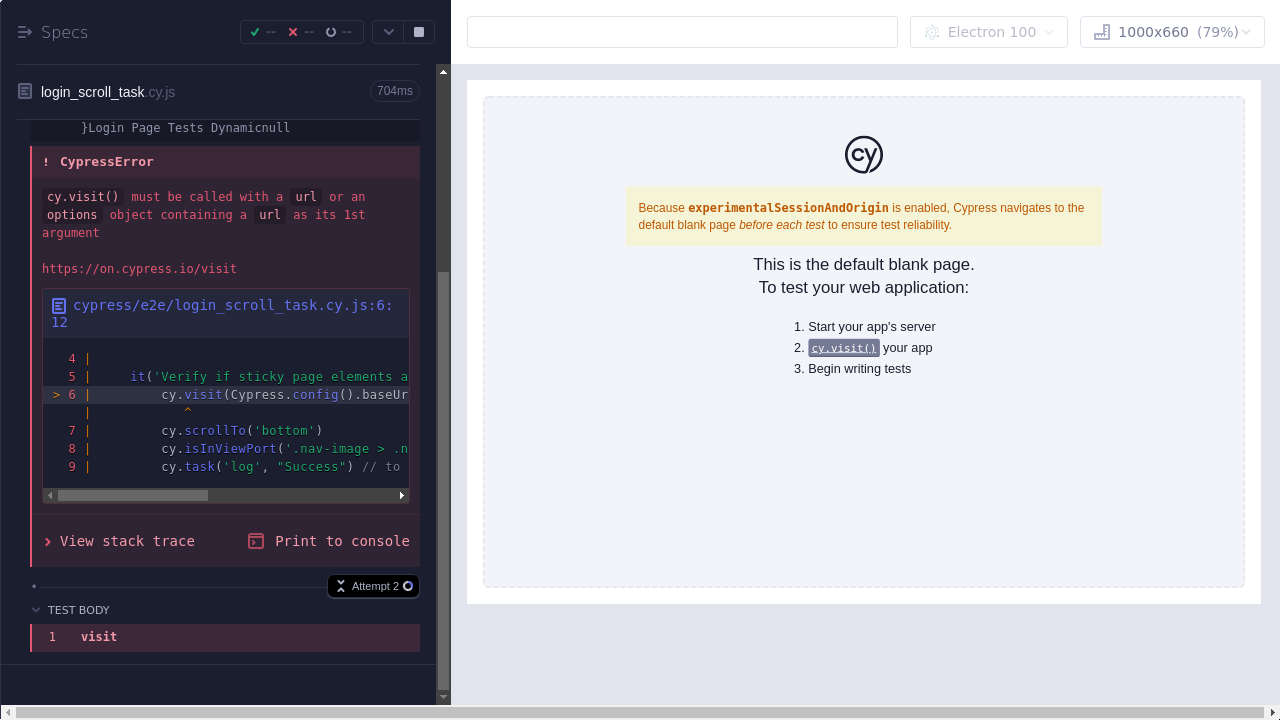 Specs
-- -- --
Electron 100
1000x660 (79%)
login_scroll_task.cy.js
704ms
}Login Page Tests Dynamicnull
! CypressError
cy.visit() must be called with a url or an
options object containing a url as its 1st
argument
https://on.cypress.io/visit
cypress/e2e/login_scroll_task.cy.js:6:
12
4 |
5 | it('Verify if sticky page elements a
> 6 | cy.visit(Cypress.config().baseUr
| ^
7 | cy.scrollTo('bottom')
8 | cy.isInViewPort('.nav-image > .n
9 | cy.task('log', "Success") // to
View stack trace
Print to console
Attempt 2
TEST BODY
1 visit
cy
Because experimentalSessionAndOrigin is enabled, Cypress navigates to the
default blank page before each test to ensure test reliability.
This is the default blank page.
To test your web application:
1. Start your app's server
2. cy.visit() your app
3. Begin writing tests